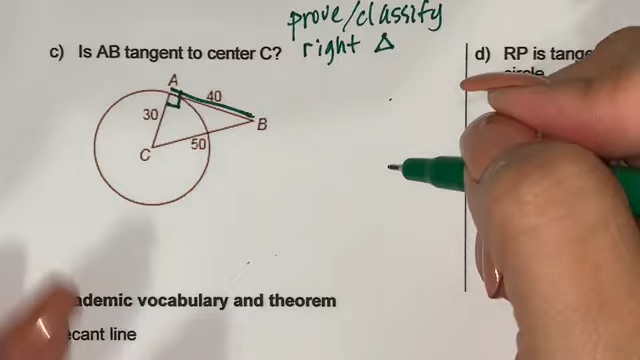 prove/classify
right Δ
c) Is AB tangent to center C?
d) RP is tange
circle
A
40
30
B
50
C
ademic vocabulary and theorem
ecant line